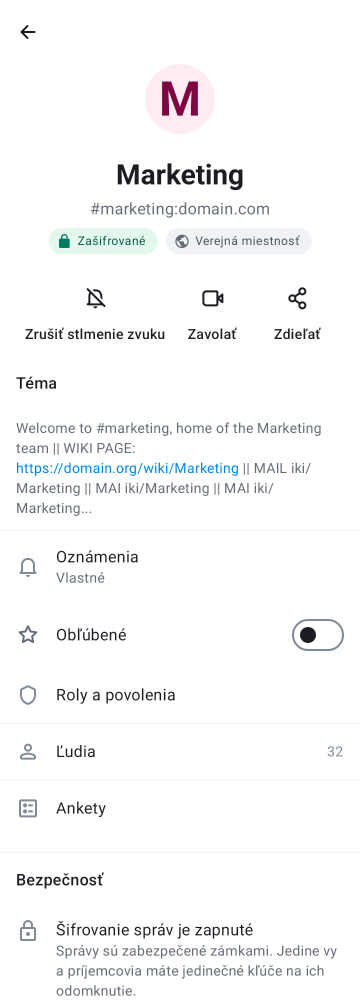 M
Marketing
#marketing:domain.com
Zašifrované Verejná miestnosť
Zrušiť stlmenie zvuku Zavolať Zdieľať
Téma
Welcome to #marketing, home of the Marketing
team || WIKI PAGE:
https://domain.org/wiki/Marketing || MAIL iki/
Marketing || MAI iki/Marketing || MAI iki/
Marketing...
Oznámenia
Vlastné
Obľúbené
Roly a povolenia
Ľudia 32
Ankety
Bezpečnosť
Šifrovanie správ je zapnuté
Správy sú zabezpečené zámkami. Jedine vy
a príjemcovia máte jedinečné kľúče na ich
odomknutie.